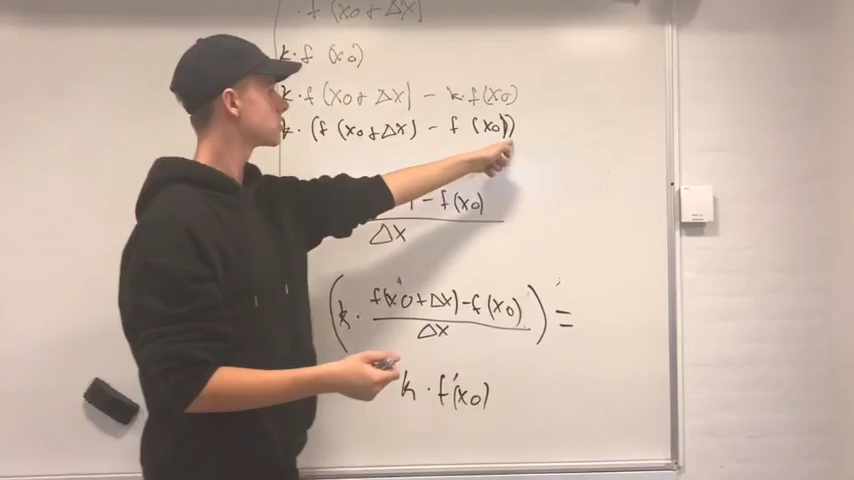 · f (x₀ + Δx)
k · f (x₀)
k · f (x₀ + Δx) − k · f(x₀)
k · (f (x₀ + Δx) − f (x₀))
− f(x₀)
Δx
(k · f(x₀ + Δx) − f(x₀) / Δx) =
k · f'(x₀)